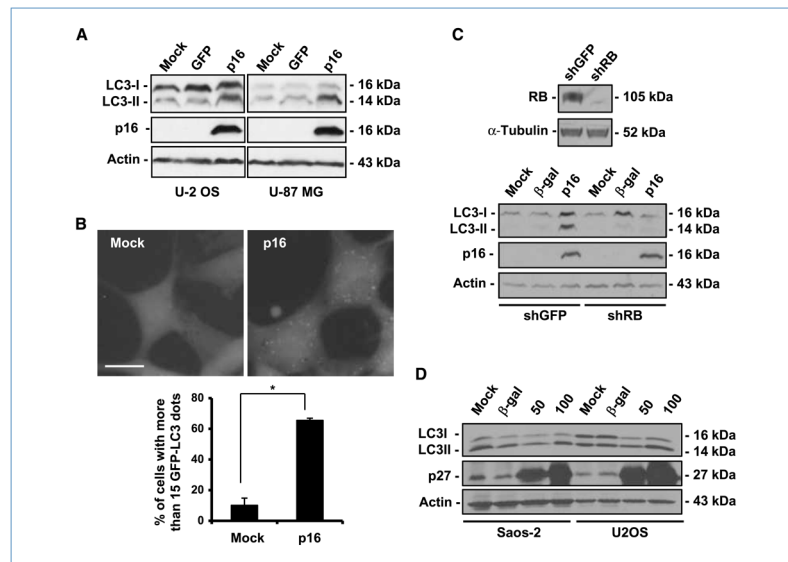 A
Mock GFP p16 Mock GFP p16
LC3-I - - 16 kDa
LC3-II - - 14 kDa
p16 - - 16 kDa
Actin - - 43 kDa
U-2 OS U-87 MG
B
Mock p16
% of cells with more than 15 GFP-LC3 dots
80
60
40
20
0
*
Mock p16
C
shGFP shRB
RB - - 105 kDa
α-Tubulin - - 52 kDa
Mock β-gal p16 Mock β-gal p16
LC3-I - - 16 kDa
LC3-II - - 14 kDa
p16 - - 16 kDa
Actin - - 43 kDa
shGFP shRB
D
Mock β-gal 50 100 Mock β-gal 50 100
LC3I - - 16 kDa
LC3II - - 14 kDa
p27 - - 27 kDa
Actin - - 43 kDa
Saos-2 U2OS